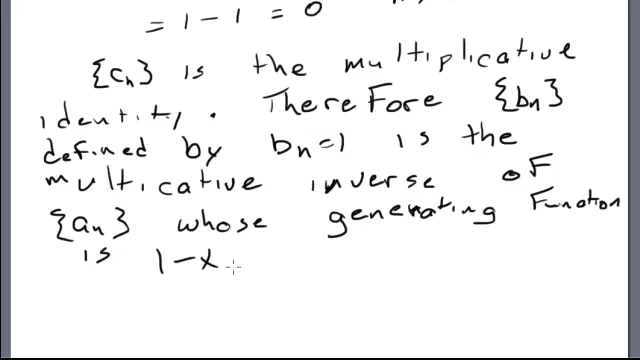 = 1 - 1 = 0
{cₙ} is the multiplicative
identity. Therefore {bₙ}
defined by bₙ=1 is the
multicative inverse of
{aₙ} whose generating Function
is 1-x